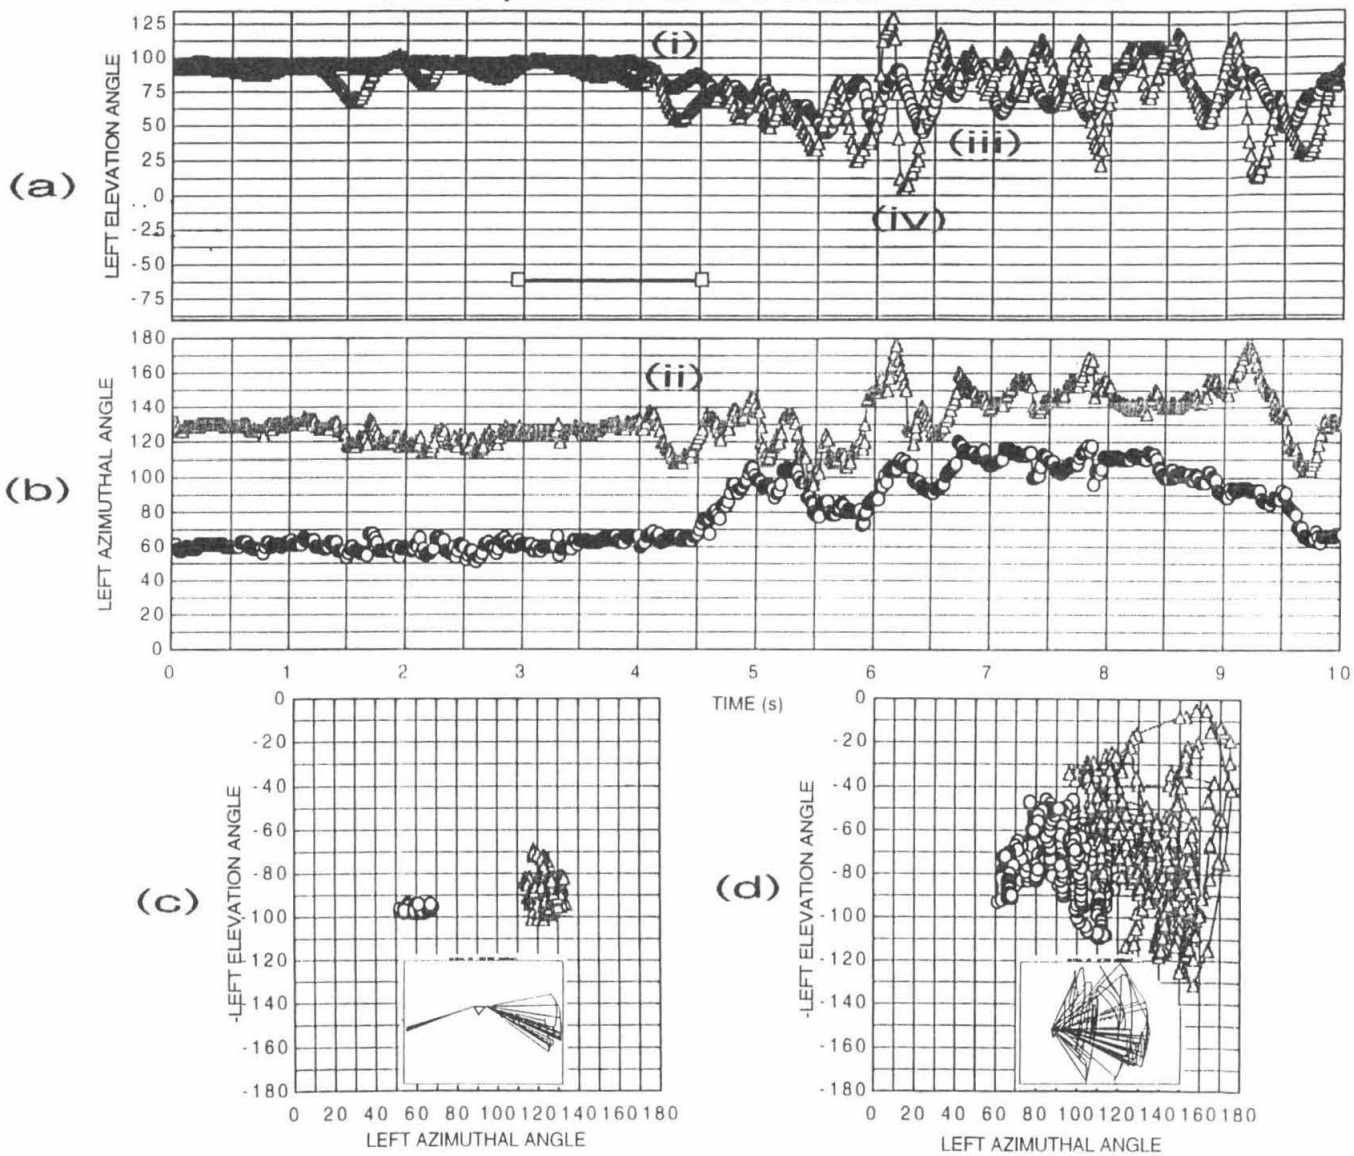 (a)
LEFT ELEVATION ANGLE
125
100
75
50
25
0
-25
-50
-75
(i)
(iii)
(iv)
(b)
LEFT AZIMUTHAL ANGLE
180
160
140
120
100
80
60
40
20
0
(ii)
0 1 2 3 4 5 6 7 8 9 10
TIME (s)
(c)
-LEFT ELEVATION ANGLE
0
-20
-40
-60
-80
-100
-120
-140
-160
-180
0 20 40 60 80 100 120 140 160 180
LEFT AZIMUTHAL ANGLE
(d)
-LEFT ELEVATION ANGLE
0
-20
-40
-60
-80
-100
-120
-140
-160
-180
0 20 40 60 80 100 120 140 160 180
LEFT AZIMUTHAL ANGLE